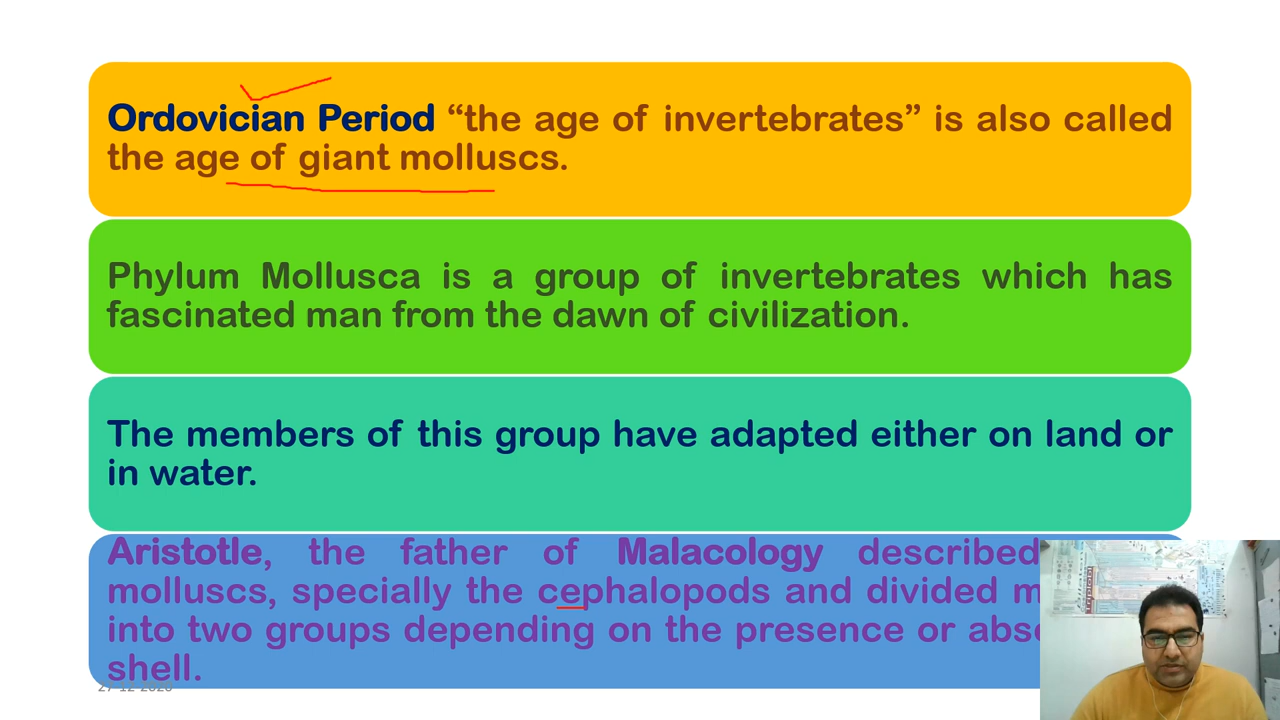 Ordovician Period “the age of invertebrates” is also called
the age of giant molluscs.
Phylum Mollusca is a group of invertebrates which has
fascinated man from the dawn of civilization.
The members of this group have adapted either on land or
in water.
Aristotle, the father of Malacology described
molluscs, specially the cephalopods and divided
into two groups depending on the presence or
shell.